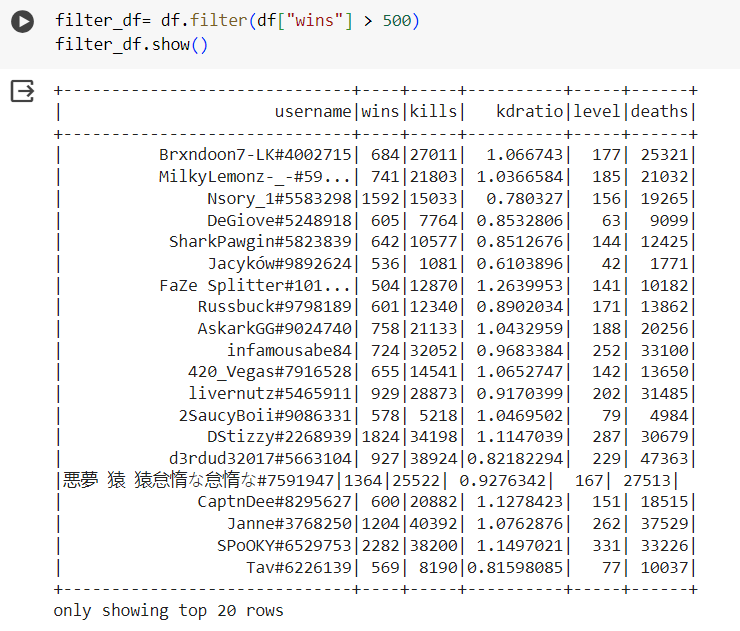 filter_df= df.filter(df["wins"] > 500)
filter_df.show()
+------------------------------+----+-----+----------+-----+------+
|                      username|wins|kills|   kdratio|level|deaths|
+------------------------------+----+-----+----------+-----+------+
|          Brxndoon7-LK#4002715| 684|27011|  1.066743|  177| 25321|
|          MilkyLemonz-_-#59...| 741|21803| 1.0366584|  185| 21032|
|               Nsory_1#5583298|1592|15033|  0.780327|  156| 19265|
|               DeGiove#5248918| 605| 7764| 0.8532806|   63|  9099|
|           SharkPawgin#5823839| 642|10577| 0.8512676|  144| 12425|
|               Jacyków#9892624| 536| 1081| 0.6103896|   42|  1771|
|          FaZe Splitter#101...| 504|12870| 1.2639953|  141| 10182|
|              Russbuck#9798189| 601|12340| 0.8902034|  171| 13862|
|              AskarkGG#9024740| 758|21133| 1.0432959|  188| 20256|
|                 infamousabe84| 724|32052| 0.9683384|  252| 33100|
|             420_Vegas#7916528| 655|14541| 1.0652747|  142| 13650|
|             livernutz#5465911| 929|28873| 0.9170399|  202| 31485|
|            2SaucyBoii#9086331| 578| 5218| 1.0469502|   79|  4984|
|               DStizzy#2268939|1824|34198| 1.1147039|  287| 30679|
|           d3rdud32017#5663104| 927|38924|0.82182294|  229| 47363|
|悪夢 猿 猿怠惰な怠惰な#7591947|1364|25522| 0.9276342|  167| 27513|
|              CaptnDee#8295627| 600|20882| 1.1278423|  151| 18515|
|                 Janne#3768250|1204|40392| 1.0762876|  262| 37529|
|                SPoOKY#6529753|2282|38200| 1.1497021|  331| 33226|
|                   Tav#6226139| 569| 8190|0.81598085|   77| 10037|
+------------------------------+----+-----+----------+-----+------+
only showing top 20 rows